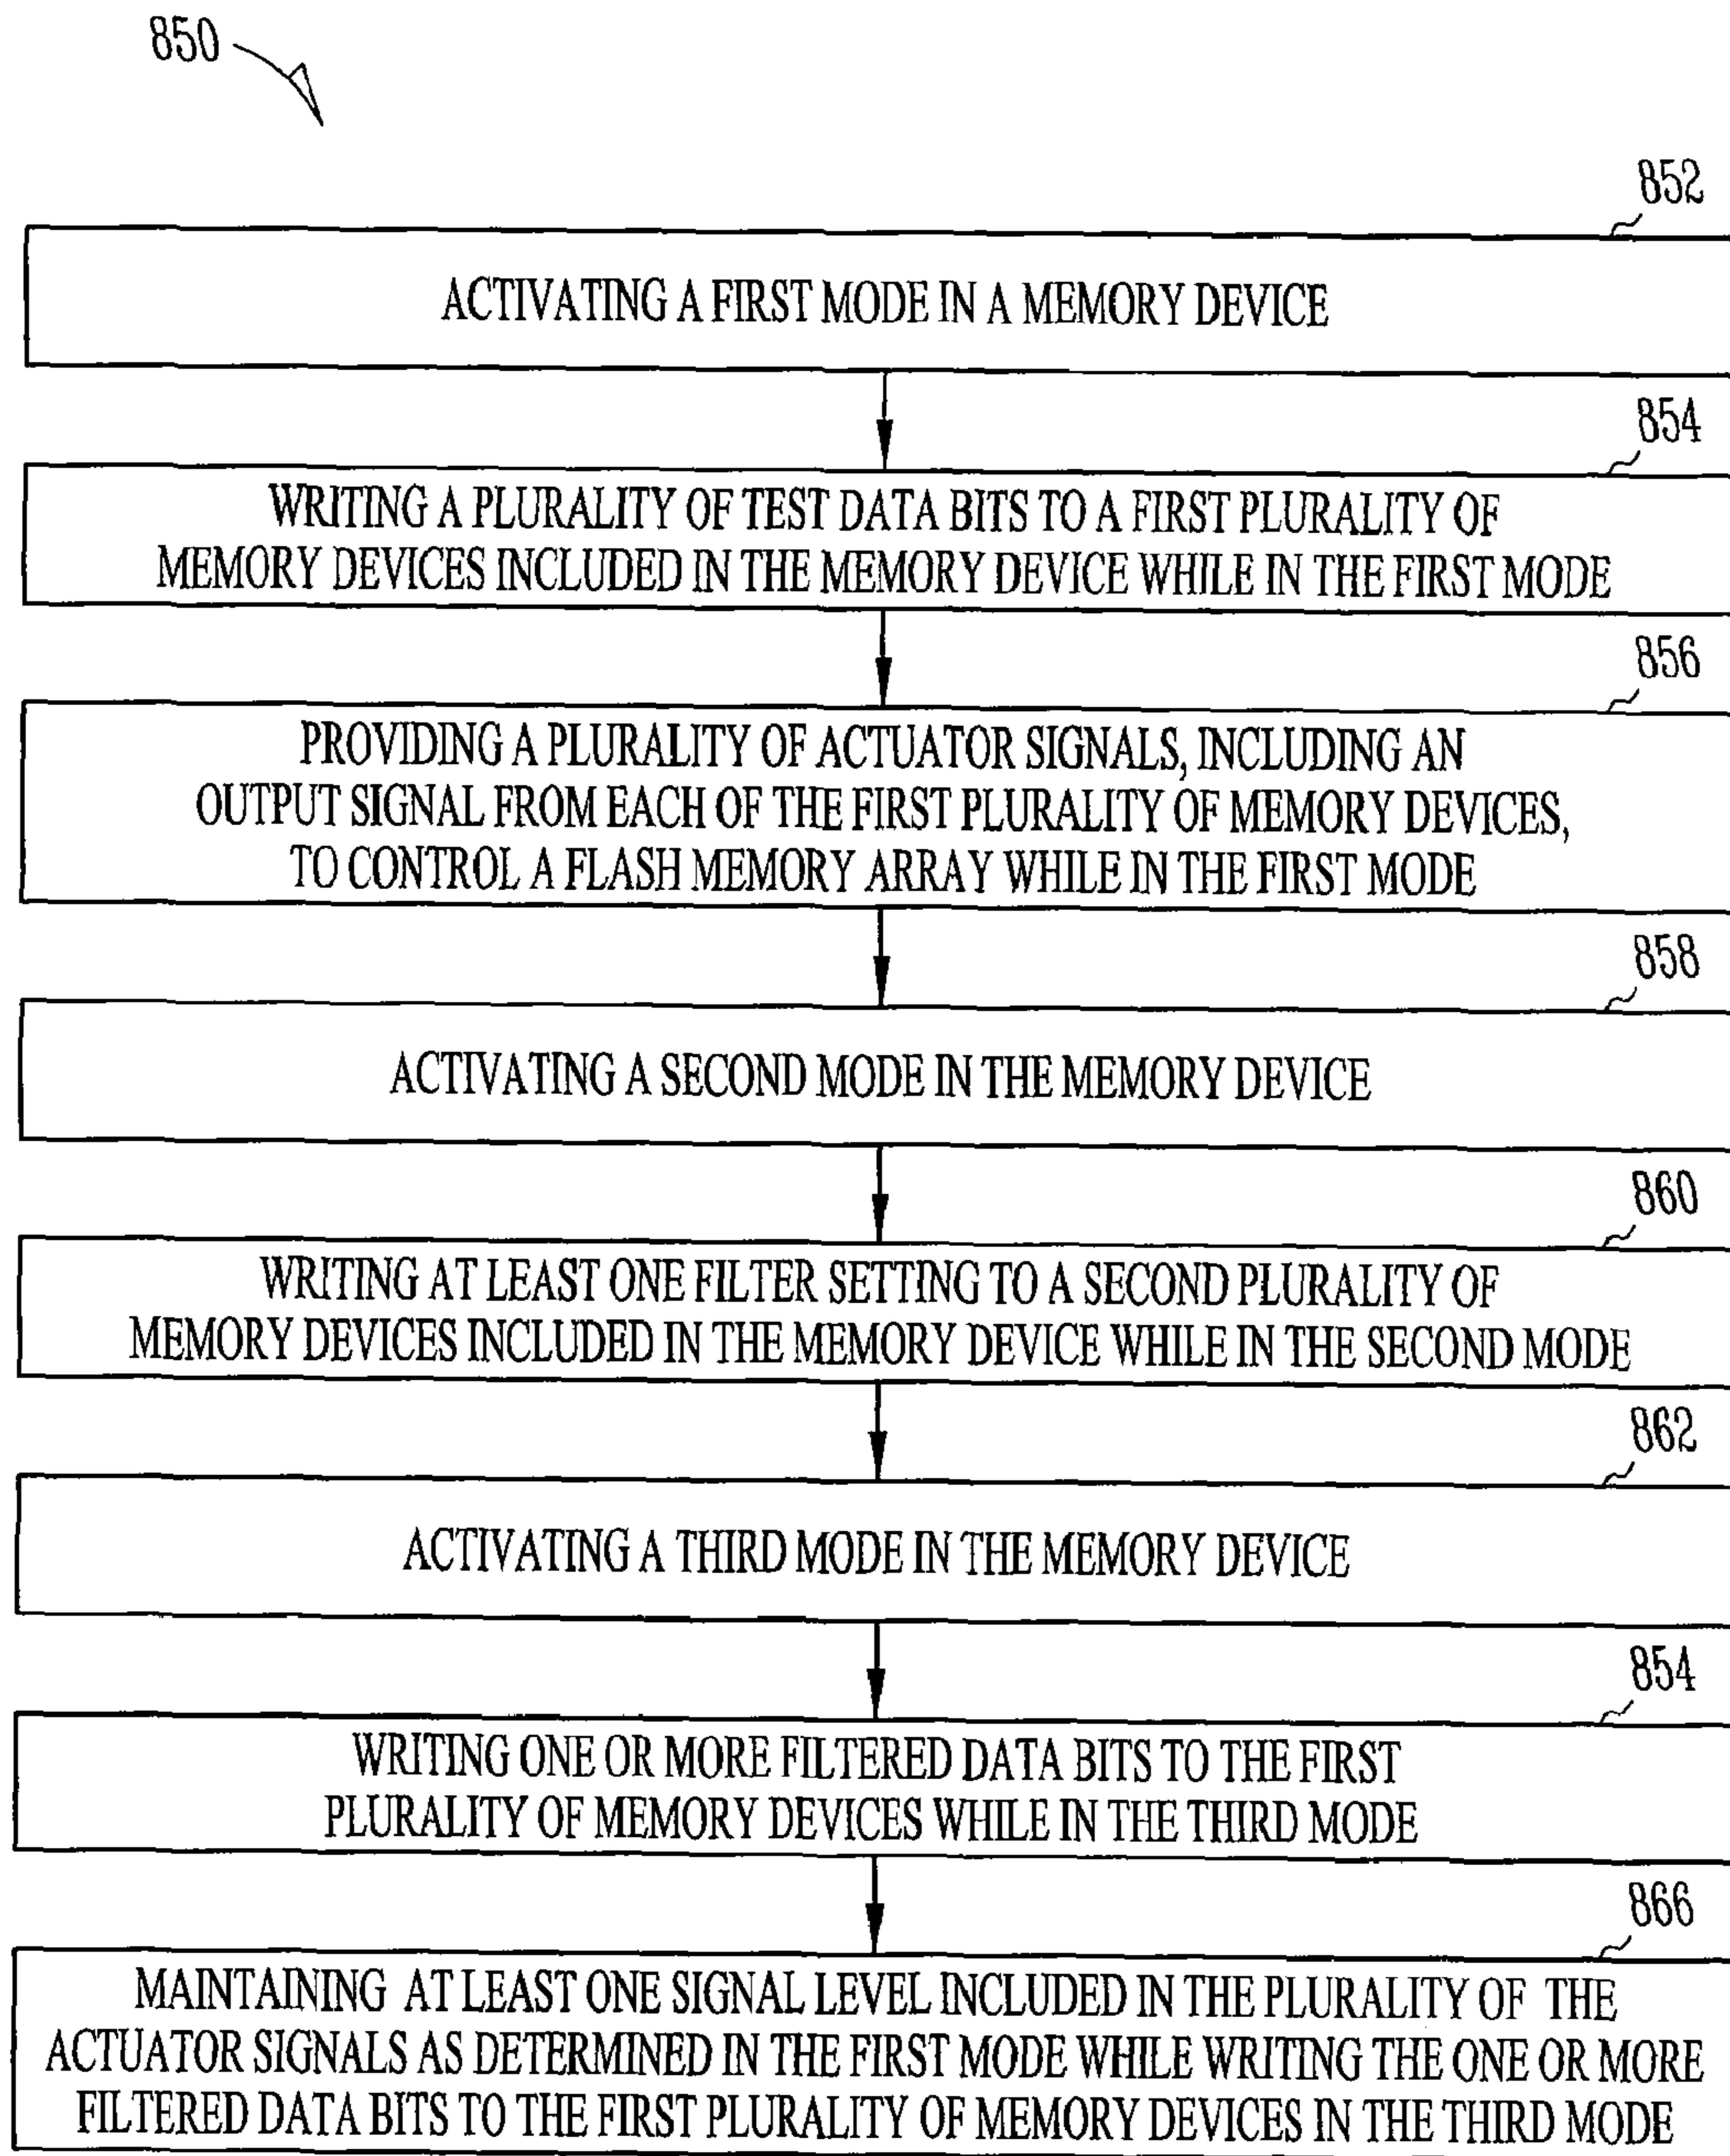 850
852
ACTIVATING A FIRST MODE IN A MEMORY DEVICE
854
WRITING A PLURALITY OF TEST DATA BITS TO A FIRST PLURALITY OF
MEMORY DEVICES INCLUDED IN THE MEMORY DEVICE WHILE IN THE FIRST MODE
856
PROVIDING A PLURALITY OF ACTUATOR SIGNALS, INCLUDING AN
OUTPUT SIGNAL FROM EACH OF THE FIRST PLURALITY OF MEMORY DEVICES,
TO CONTROL A FLASH MEMORY ARRAY WHILE IN THE FIRST MODE
858
ACTIVATING A SECOND MODE IN THE MEMORY DEVICE
860
WRITING AT LEAST ONE FILTER SETTING TO A SECOND PLURALITY OF
MEMORY DEVICES INCLUDED IN THE MEMORY DEVICE WHILE IN THE SECOND MODE
862
ACTIVATING A THIRD MODE IN THE MEMORY DEVICE
854
WRITING ONE OR MORE FILTERED DATA BITS TO THE FIRST
PLURALITY OF MEMORY DEVICES WHILE IN THE THIRD MODE
866
MAINTAINING AT LEAST ONE SIGNAL LEVEL INCLUDED IN THE PLURALITY OF THE
ACTUATOR SIGNALS AS DETERMINED IN THE FIRST MODE WHILE WRITING THE ONE OR MORE
FILTERED DATA BITS TO THE FIRST PLURALITY OF MEMORY DEVICES IN THE THIRD MODE